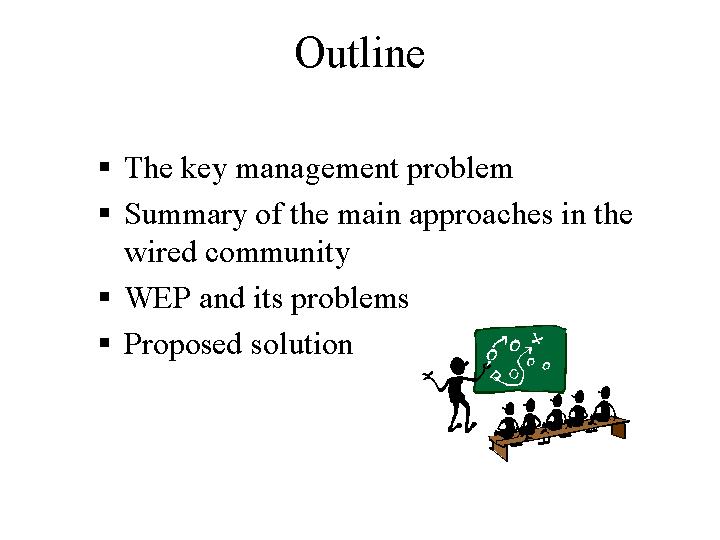 Outline
▪ The key management problem
▪ Summary of the main approaches in the
wired community
▪ WEP and its problems
▪ Proposed solution